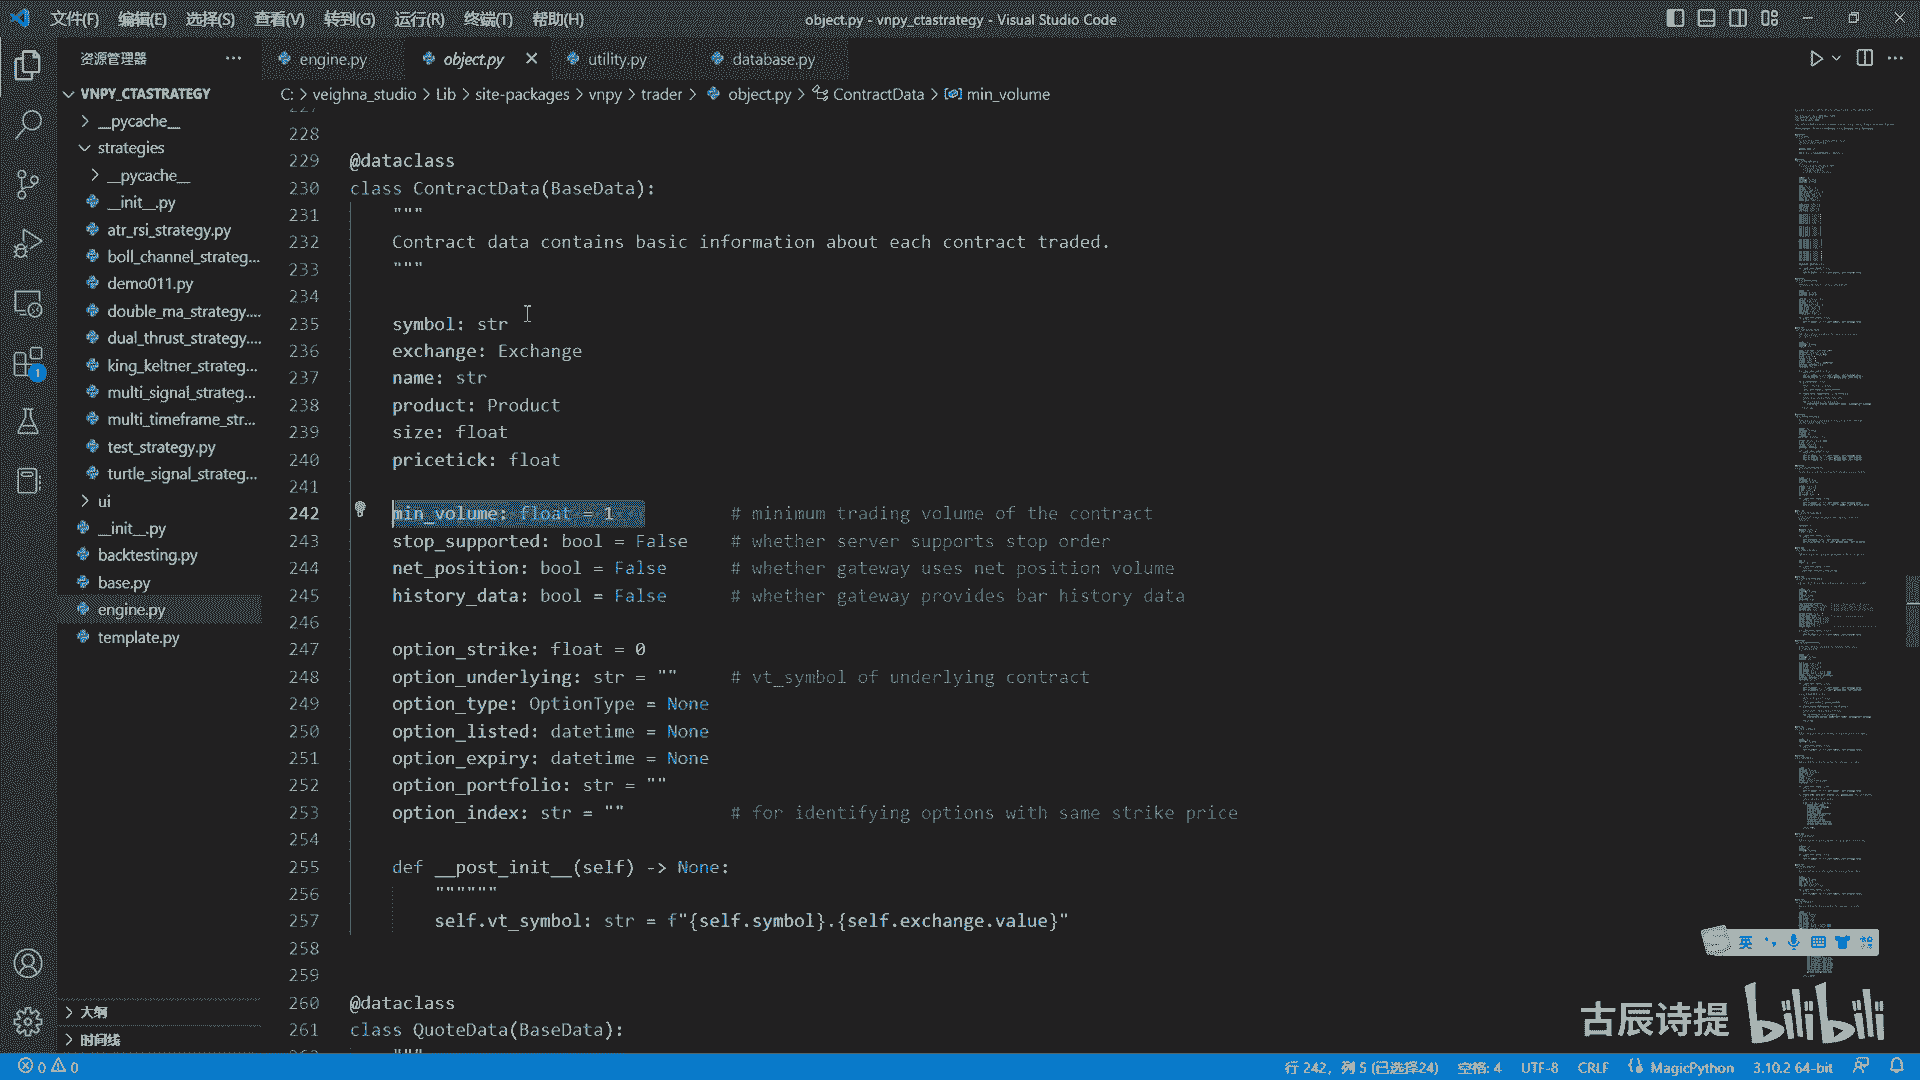 文件(F) 编辑(E) 选择(S) 查看(V) 转到(G) 运行(R) 终端(T) 帮助(H)
object.py - vnpy_ctastrategy - Visual Studio Code
资源管理器
engine.py
object.py
utility.py
database.py
VNPY_CTASTRATEGY
C: > veighna_studio > Lib > site-packages > vnpy > trader > object.py > ContractData > min_volume
__pycache__
strategies
__pycache__
__init__.py
atr_rsi_strategy.py
boll_channel_strateg...
demo011.py
double_ma_strategy....
dual_thrust_strategy....
king_keltner_strateg...
multi_signal_strateg...
multi_timeframe_str...
test_strategy.py
turtle_signal_strateg...
ui
__init__.py
backtesting.py
base.py
engine.py
template.py
大纲
时间线
227
228
229 @dataclass
230 class ContractData(BaseData):
231 """
232 Contract data contains basic information about each contract traded.
233 """
234
235 symbol: str
236 exchange: Exchange
237 name: str
238 product: Product
239 size: float
240 pricetick: float
241
242 min_volume: float = 1 # minimum trading volume of the contract
243 stop_supported: bool = False # whether server supports stop order
244 net_position: bool = False # whether gateway uses net position volume
245 history_data: bool = False # whether gateway provides bar history data
246
247 option_strike: float = 0
248 option_underlying: str = "" # vt_symbol of underlying contract
249 option_type: OptionType = None
250 option_listed: datetime = None
251 option_expiry: datetime = None
252 option_portfolio: str = ""
253 option_index: str = "" # for identifying options with same strike price
254
255 def __post_init__(self) -> None:
256 """"""
257 self.vt_symbol: str = f"{self.symbol}.{self.exchange.value}"
258
259
260 @dataclass
261 class QuoteData(BaseData):
1
英
古辰诗提 bilibili
0 0
行 242，列 5 (已选择24) 空格: 4 UTF-8 CRLF MagicPython 3.10.2 64-bit